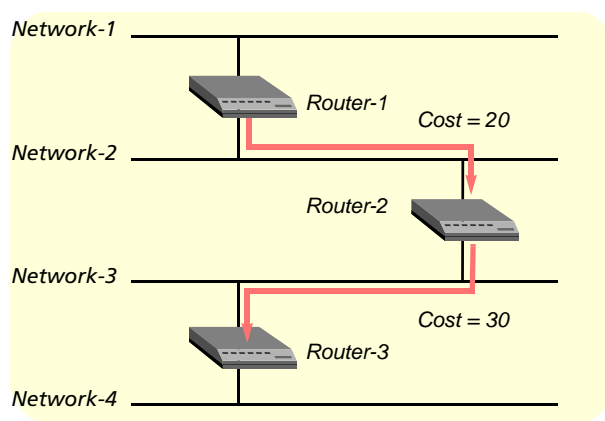 Network-1
Router-1
Cost = 20
Network-2
Router-2
Network-3
Cost = 30
Router-3
Network-4